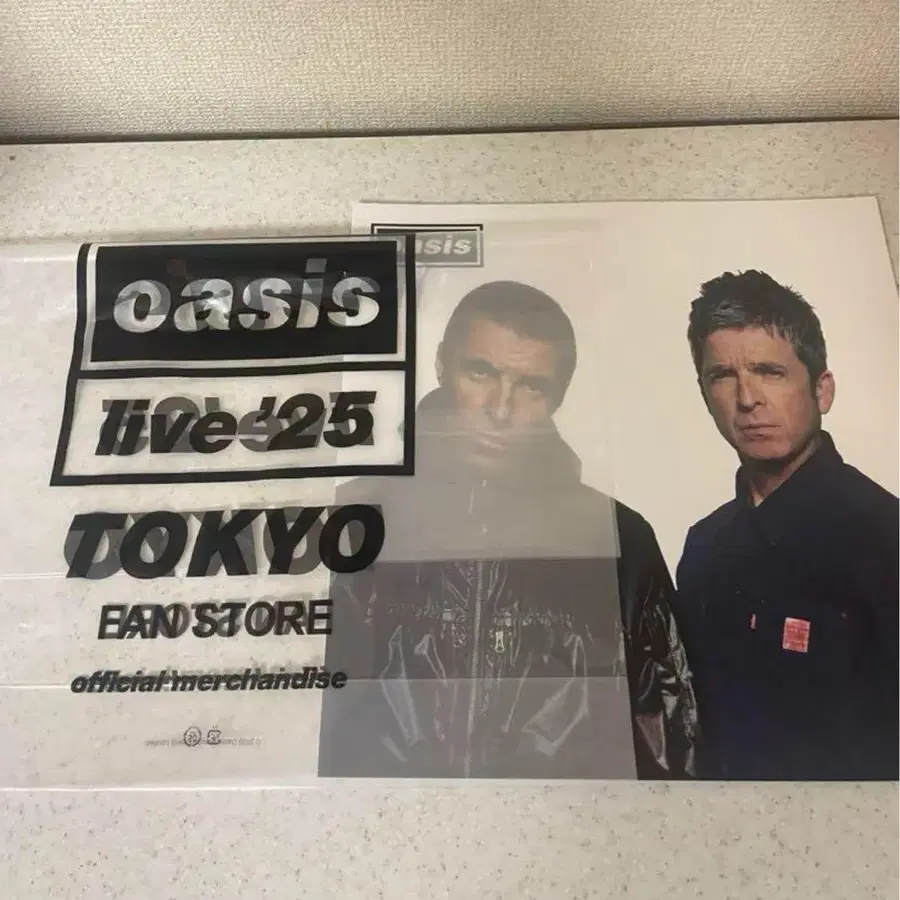 oasis
live '25
TOKYO
FAN STORE
official merchandise
oasis